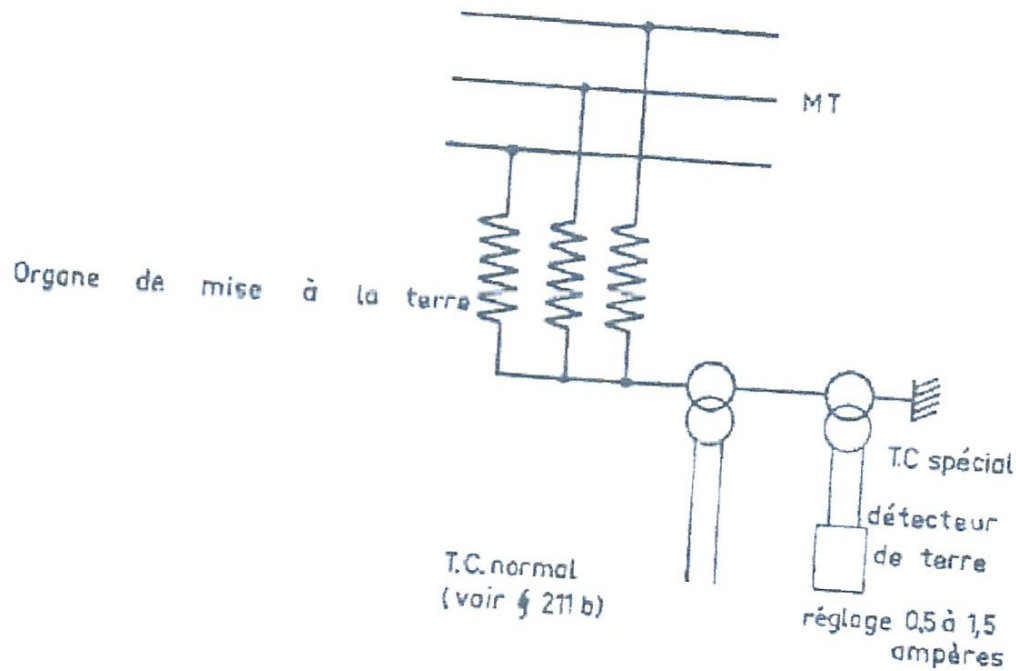 MT
Organe de mise à la terre
T.C spécial
détecteur
de terre
T.C. normal
(voir § 211 b)
réglage 0,5 à 1,5
ampères